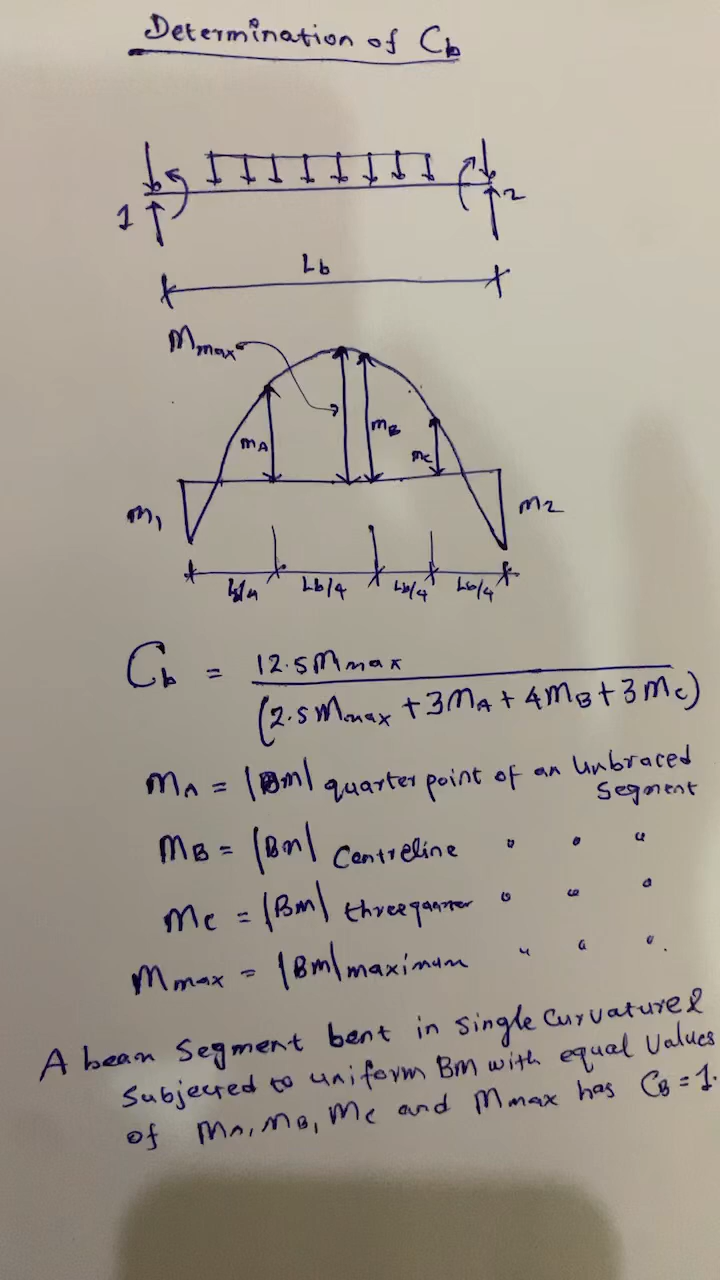 Determination of Cb
1
2
Lb
Mmax
MA
MB
MC
M1
M2
Lb/4 Lb/4 Lb/4 Lb/4
Cb = 12.5Mmax / (2.5Mmax + 3MA + 4MB + 3MC)
MA = |BM| quarter point of an Unbraced
Segment
MB = |BM| Centreline " " "
MC = |BM| threequarter " " "
Mmax = |BM| maximum " " ".
A beam Segment bent in single Curvature &
Subjected to uniform BM with equal Values
of MA, MB, MC and Mmax has CB = 1.